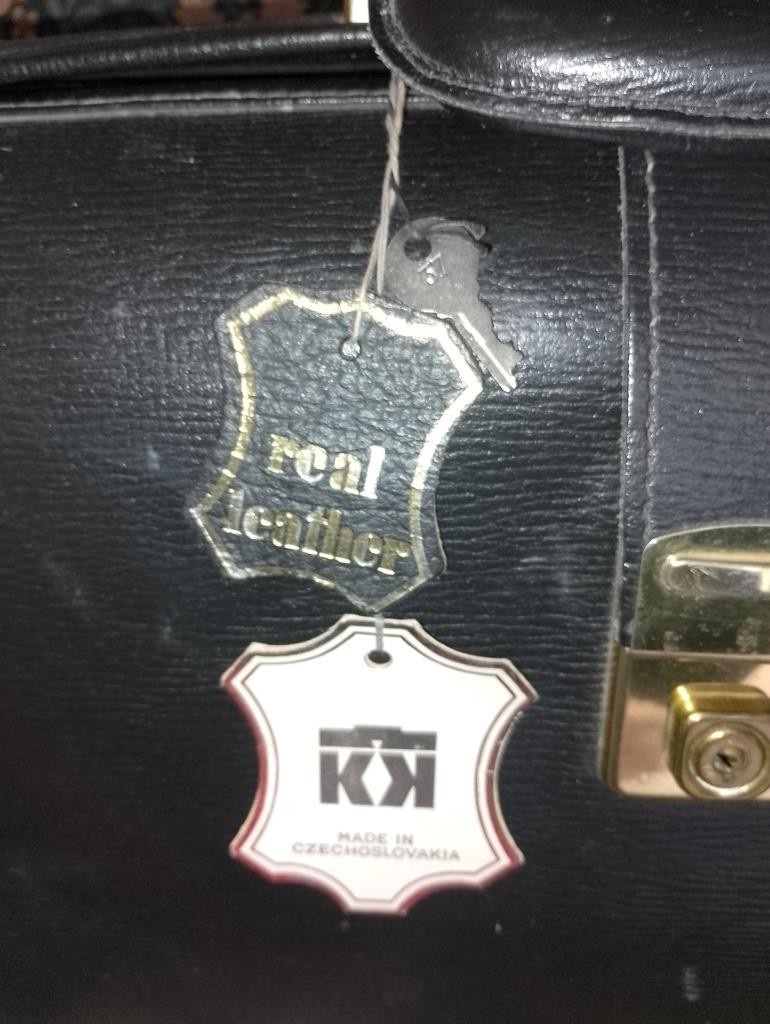 real
leather
KK
MADE IN
CZECHOSLOVAKIA